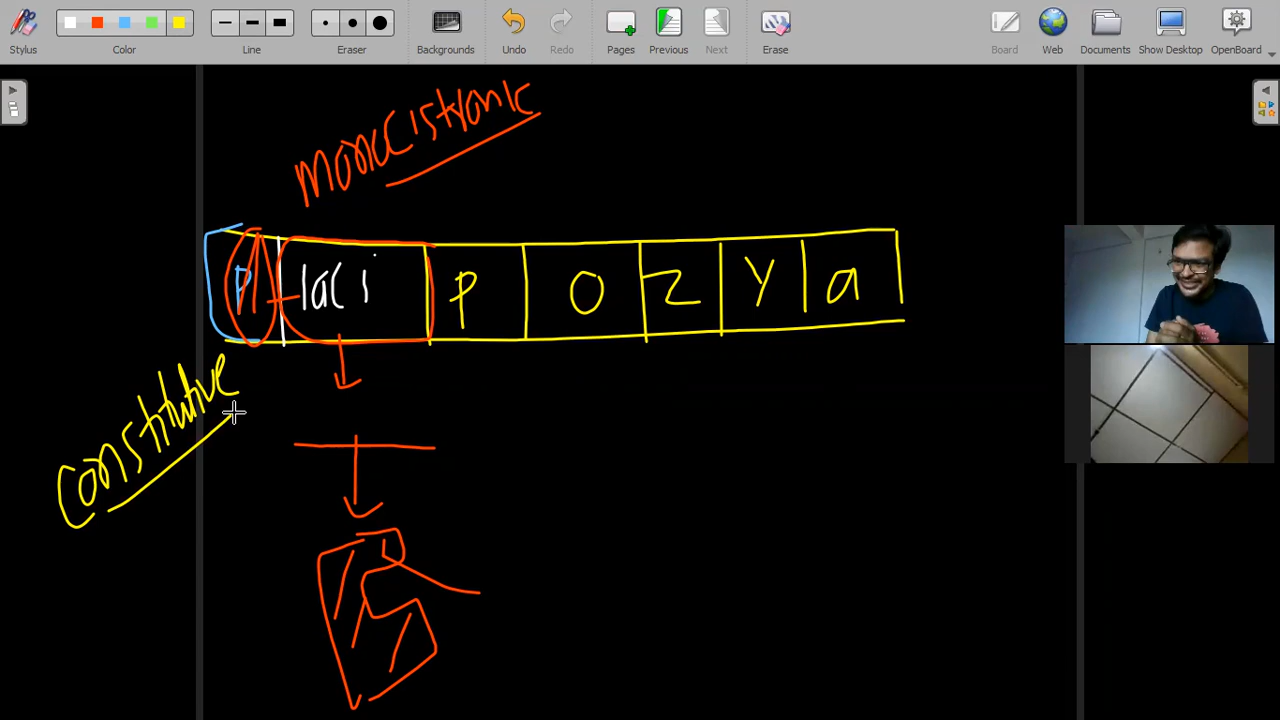 Stylus
Color
Line
Eraser
Backgrounds
Undo
Redo
Pages
Previous
Next
Erase
Board
Web
Documents
Show Desktop
OpenBoard
monocistronic
P laci P O Z Y a
Constitutive